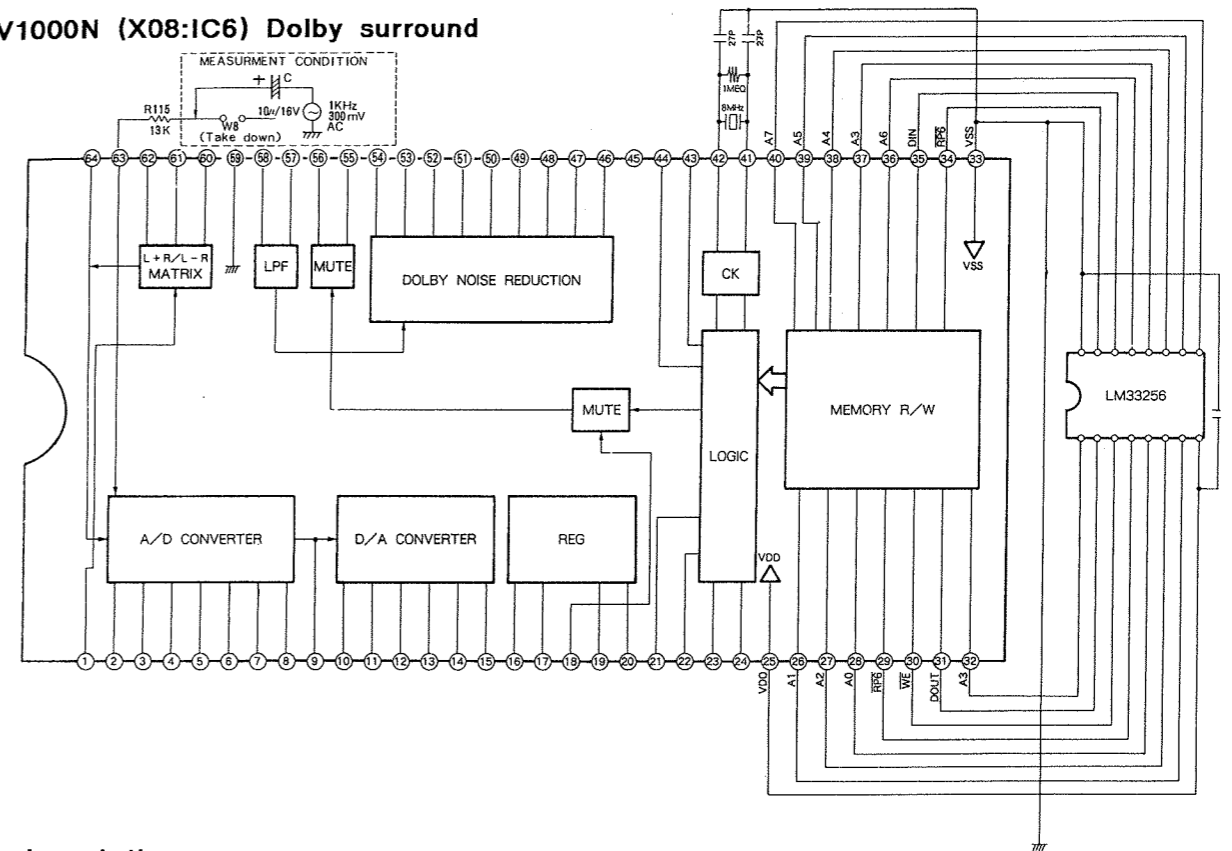 V1000N (X08:IC6) Dolby surround
MEASURMENT CONDITION
+ C
10μ/16V
1KHz
300mV
AC
R115
13K
W8
(Take down)
27P
27P
1MEΩ
8MHz
A7
A5
A4
A3
A6
DIN
RP6
VSS
64 63 62 61 60 59 58 57 56 55 54 53 52 51 50 49 48 47 46 45 44 43 42 41 40 39 38 37 36 35 34 33
L+R/L-R
MATRIX
LPF
MUTE
DOLBY NOISE REDUCTION
CK
VSS
MUTE
LOGIC
MEMORY R/W
LM33256
A/D CONVERTER
D/A CONVERTER
REG
VDD
1 2 3 4 5 6 7 8 9 10 11 12 13 14 15 16 17 18 19 20 21 22 23 24 25 26 27 28 29 30 31 32
VDO
A1
A2
A0
RP6
WE
DOUT
A3